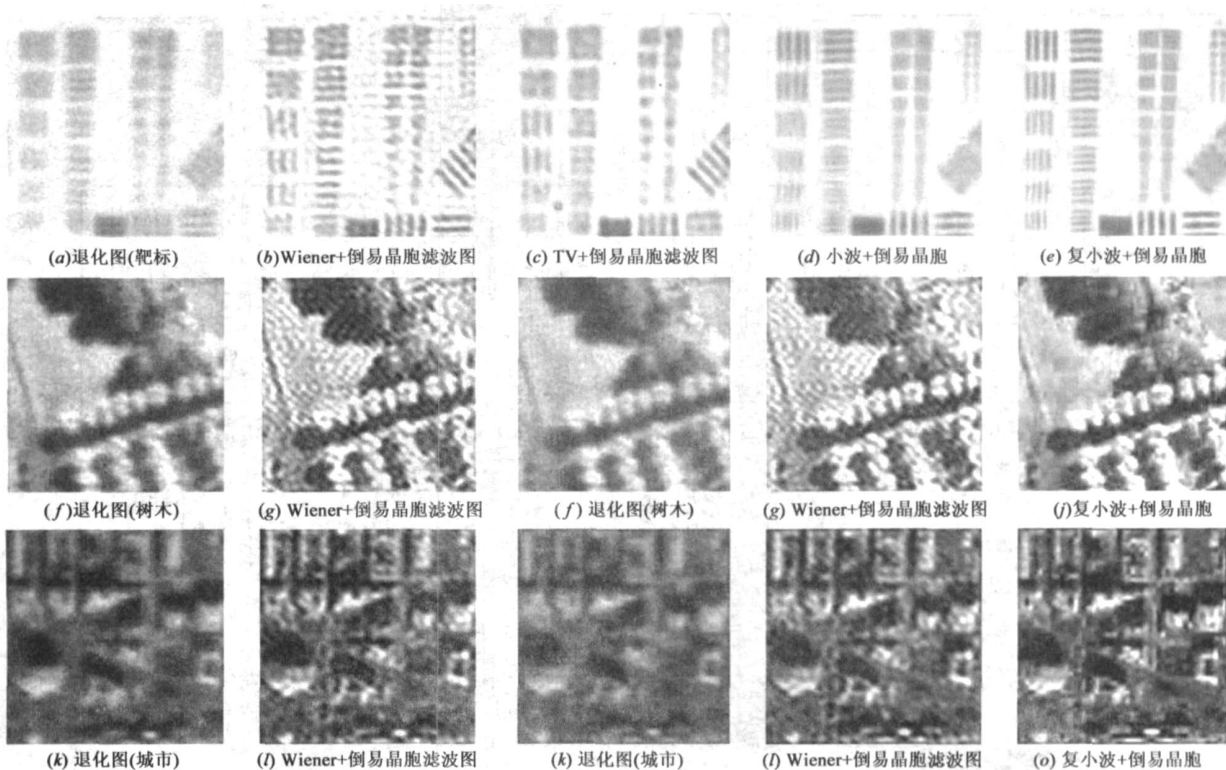 (a)退化图(靶标)
(b)Wiener+倒易晶胞滤波图
(c) TV+倒易晶胞滤波图
(d) 小波+倒易晶胞
(e) 复小波+倒易晶胞
(f)退化图(树木)
(g) Wiener+倒易晶胞滤波图
(f) 退化图(树木)
(g) Wiener+倒易晶胞滤波图
(j)复小波+倒易晶胞
(k) 退化图(城市)
(l) Wiener+倒易晶胞滤波图
(k) 退化图(城市)
(l) Wiener+倒易晶胞滤波图
(o) 复小波+倒易晶胞